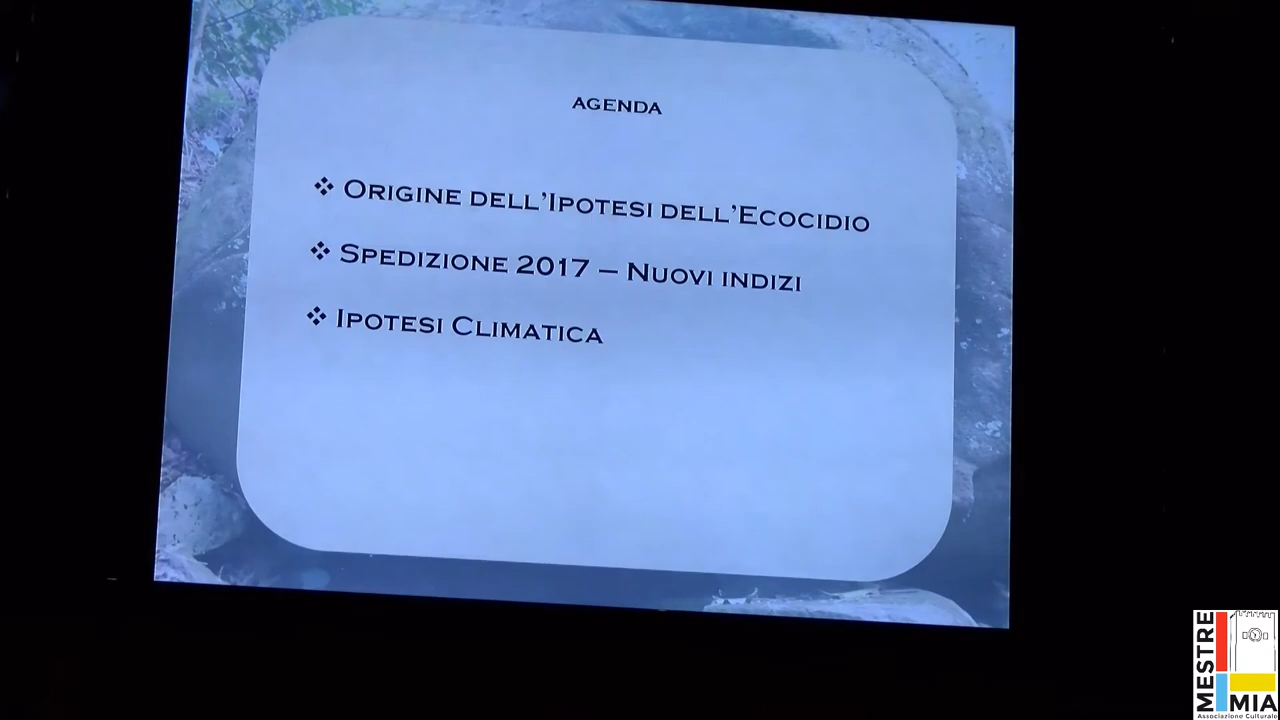 AGENDA
❖ ORIGINE DELL'IPOTESI DELL'ECOCIDIO
❖ SPEDIZIONE 2017 – NUOVI INDIZI
❖ IPOTESI CLIMATICA
MESTRE
MIA
Associazione Culturale